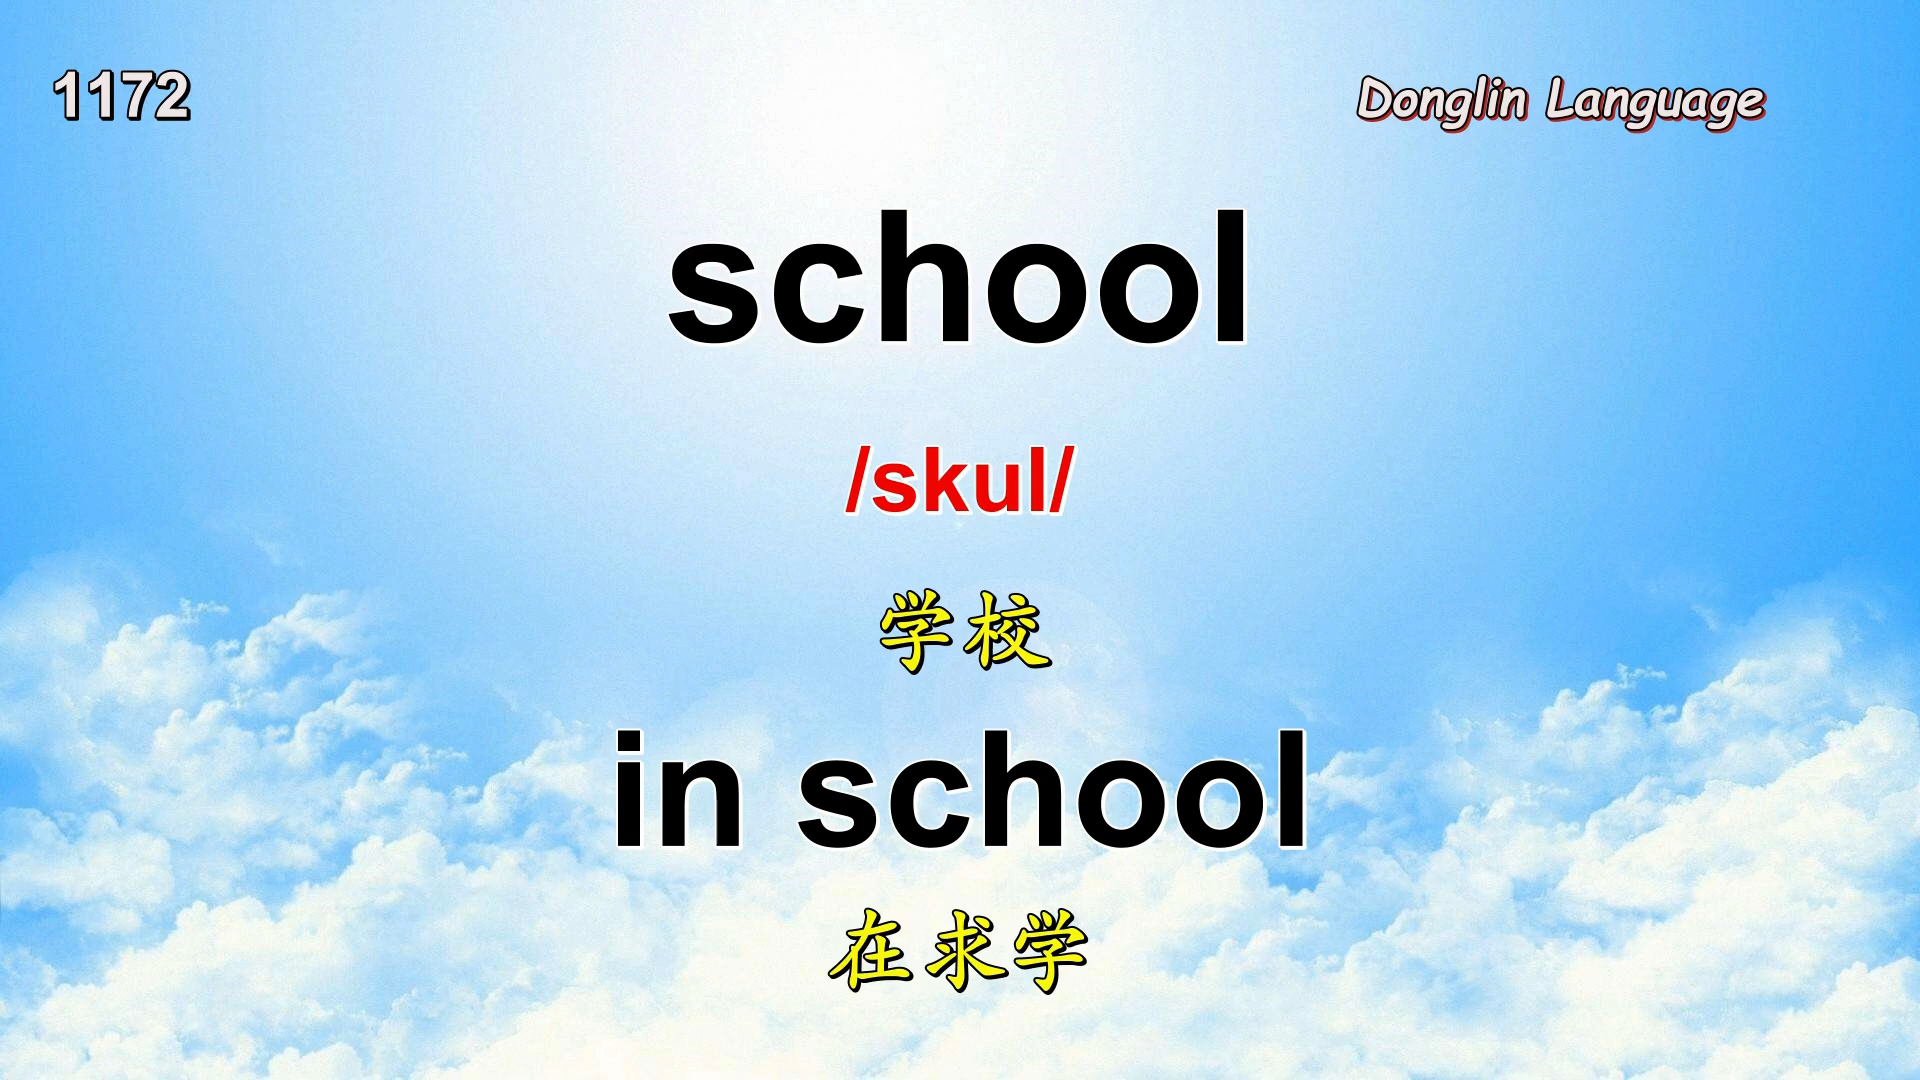 1172
Donglin Language
school
/skul/
学校
in school
在求学